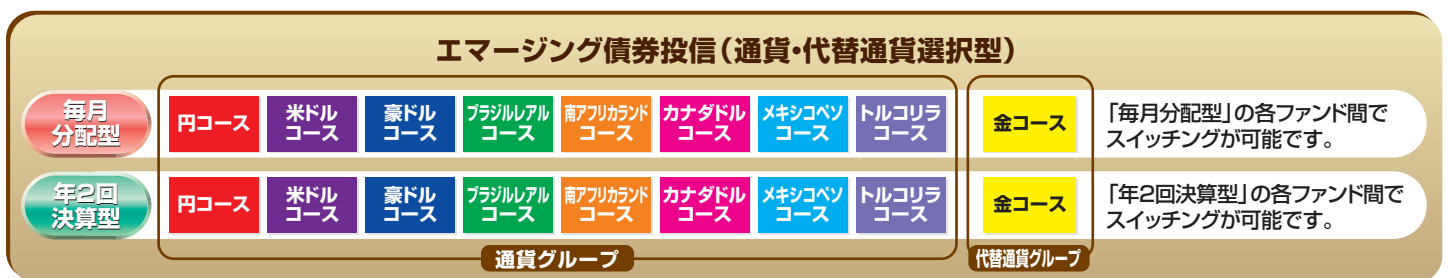 エマージング債券投信（通貨・代替通貨選択型）
毎月
分配型
円コース
米ドル
コース
豪ドル
コース
ブラジルレアル
コース
南アフリカランド
コース
カナダドル
コース
メキシコペソ
コース
トルコリラ
コース
金コース
「毎月分配型」の各ファンド間で
スイッチングが可能です。
年2回
決算型
円コース
米ドル
コース
豪ドル
コース
ブラジルレアル
コース
南アフリカランド
コース
カナダドル
コース
メキシコペソ
コース
トルコリラ
コース
金コース
「年2回決算型」の各ファンド間で
スイッチングが可能です。
通貨グループ
代替通貨グループ